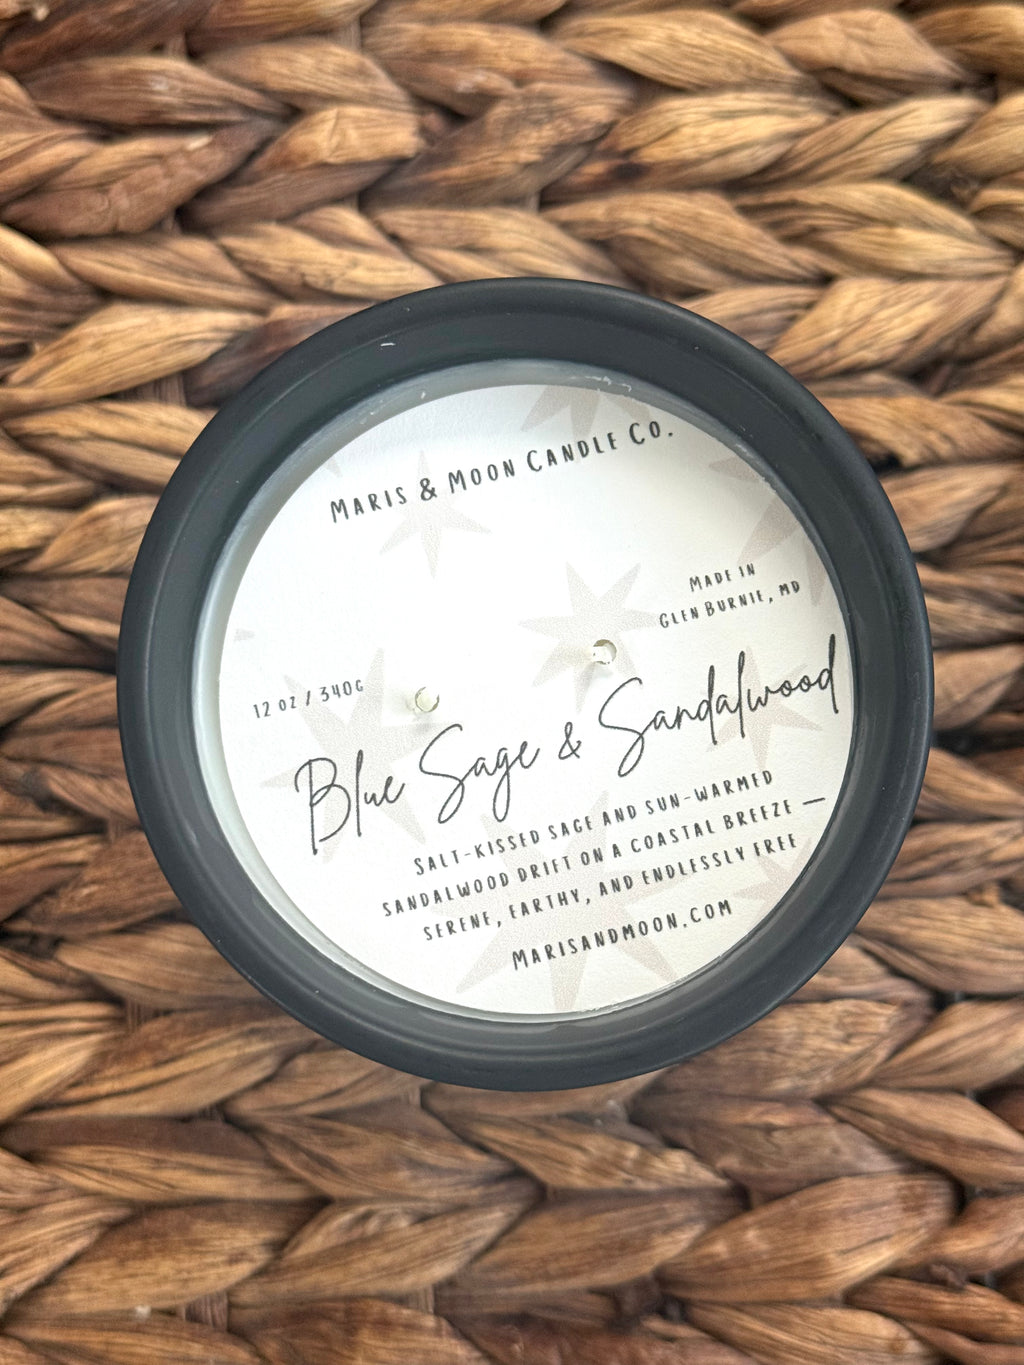 Maris & Moon Candle Co.
Made in
Glen Burnie, MD
12 oz / 340g
Blue Sage & Sandalwood
Salt-kissed sage and sun-warmed
sandalwood drift on a coastal breeze —
serene, earthy, and endlessly free
Marisandmoon.com